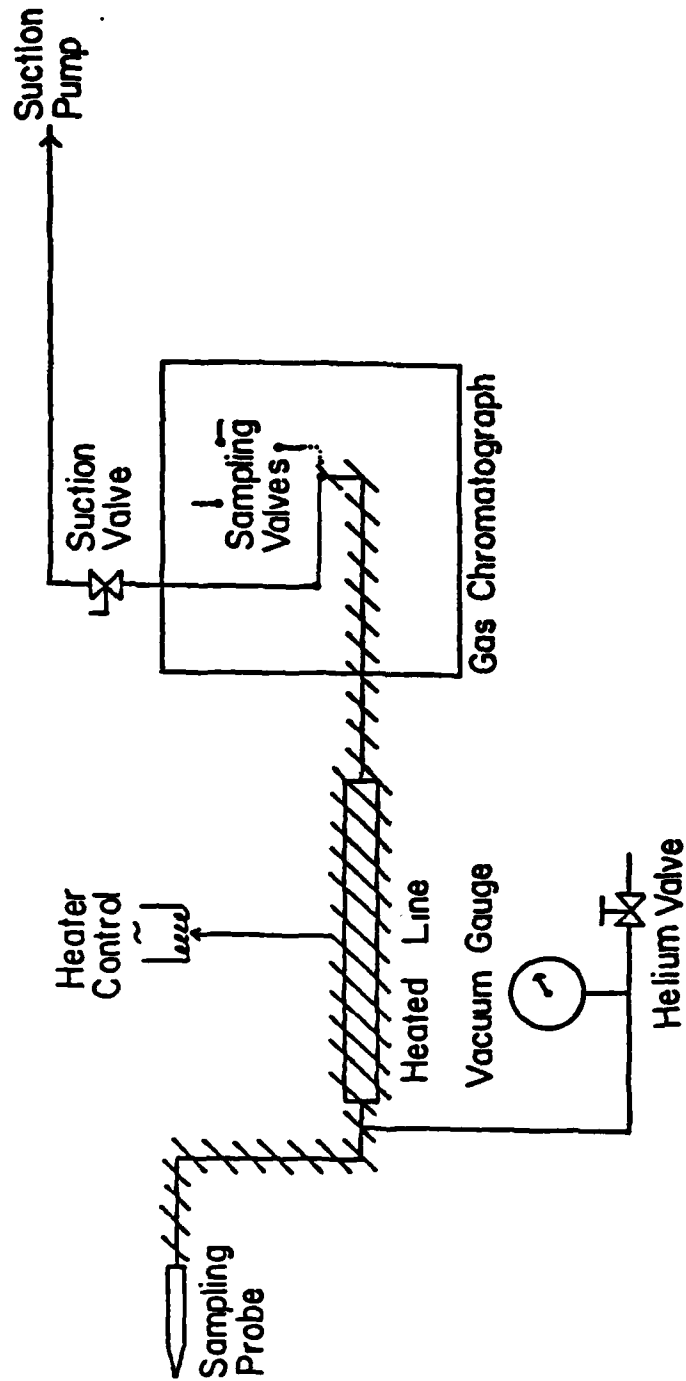 Suction
Pump
Suction
Valve
Sampling
Valves
Gas Chromatograph
Heater
Control
~
Heated Line
Vacuum Gauge
Helium Valve
Sampling
Probe